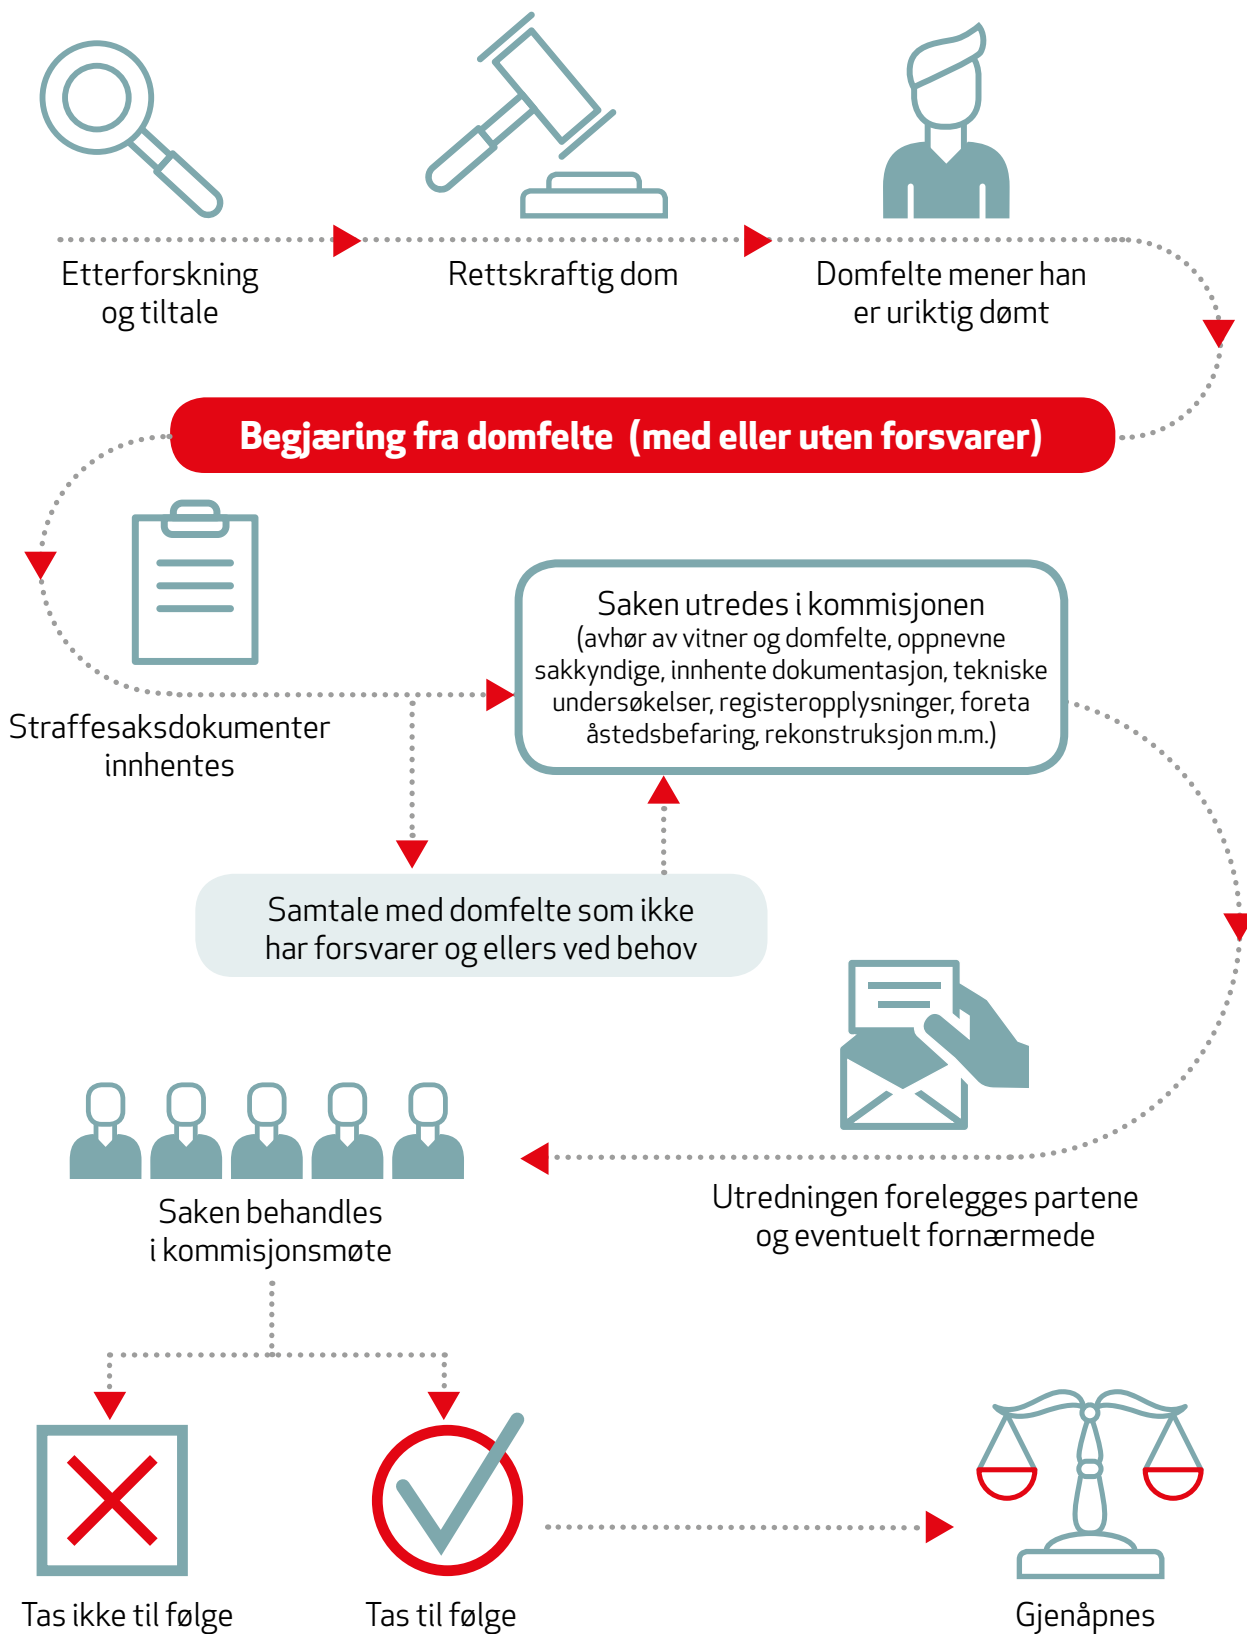 Etterforskning
og tiltale
Rettskraftig dom
Domfelte mener han
er uriktig dømt
Begjæring fra domfelte (med eller uten forsvarer)
Straffesaksdokumenter
innhentes
Saken utredes i kommisjonen
(avhør av vitner og domfelte, oppnevne
sakkyndige, innhente dokumentasjon, tekniske
undersøkelser, registeropplysninger, foreta
åstedsbefaring, rekonstruksjon m.m.)
Samtale med domfelte som ikke
har forsvarer og ellers ved behov
Utredningen forelegges partene
og eventuelt fornærmede
Saken behandles
i kommisjonsmøte
Tas ikke til følge
Tas til følge
Gjenåpnes